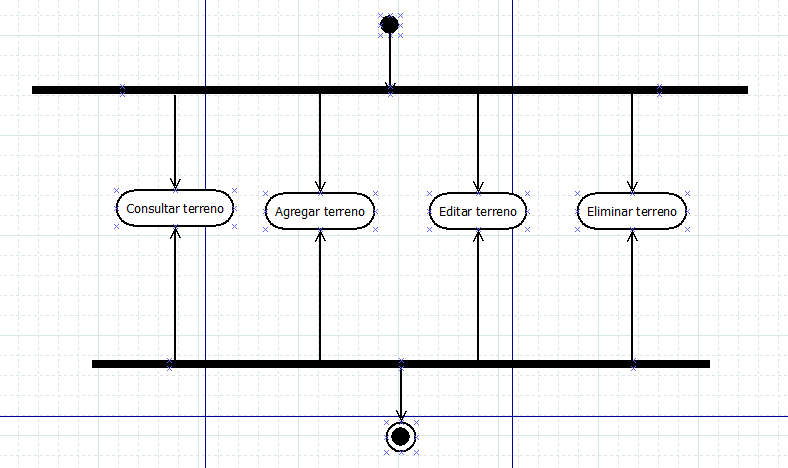 Consultar terreno
Agregar terreno
Editar terreno
Eliminar terreno